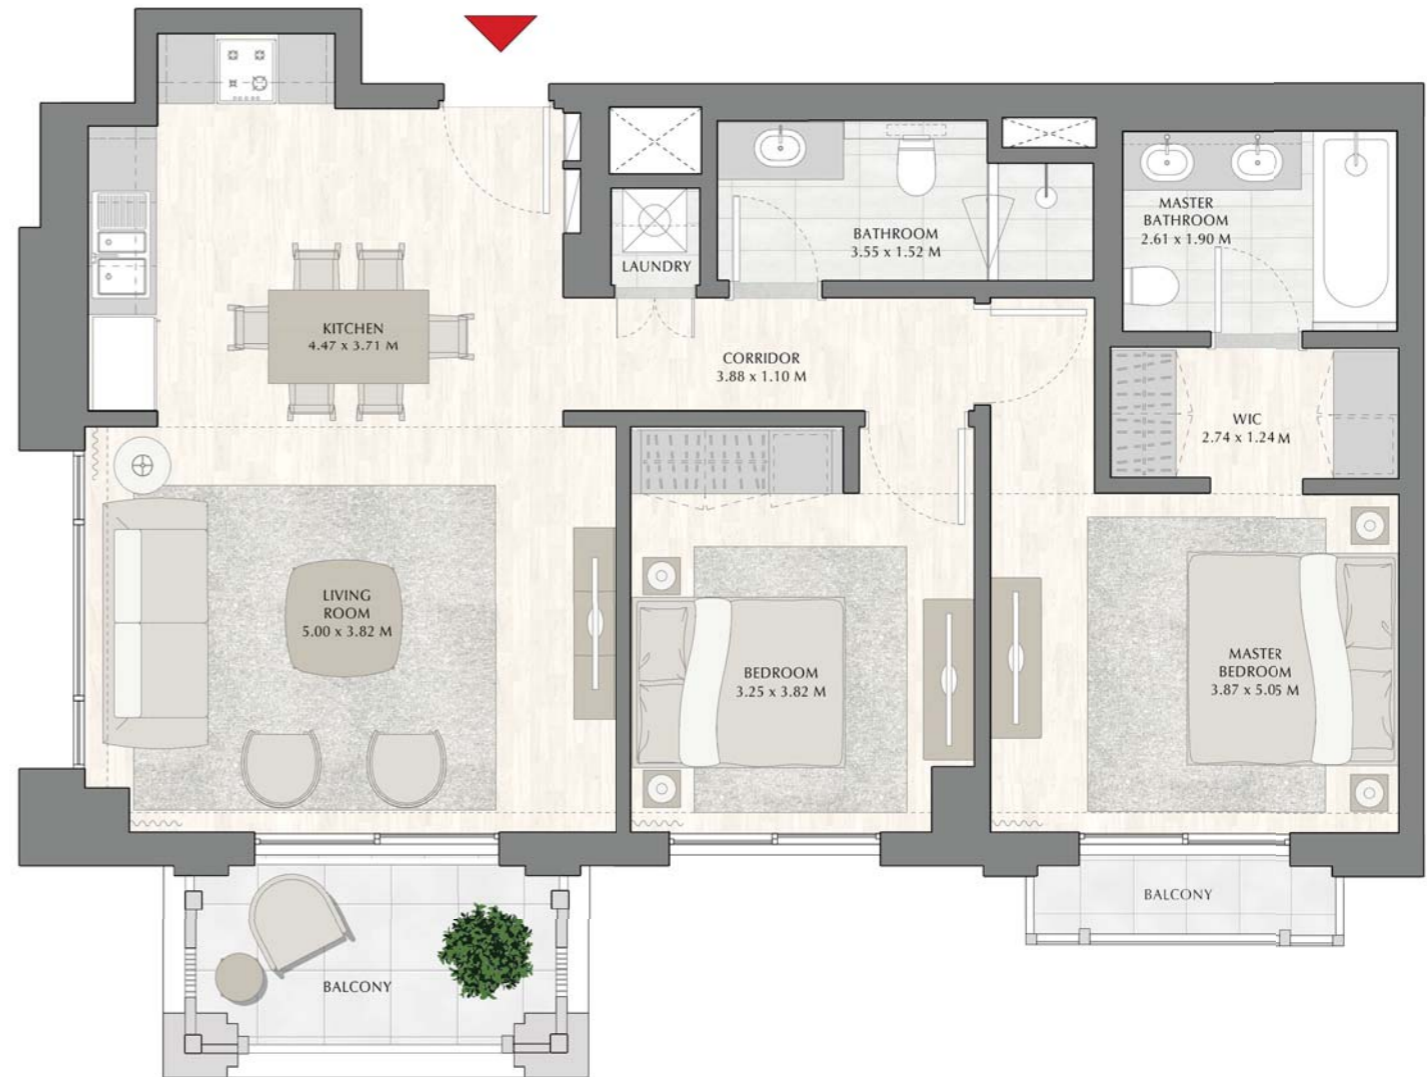 MASTER
BATHROOM
2.61 x 1.90 M
BATHROOM
3.55 x 1.52 M
LAUNDRY
KITCHEN
4.47 x 3.71 M
CORRIDOR
3.88 x 1.10 M
WIC
2.74 x 1.24 M
LIVING
ROOM
5.00 x 3.82 M
BEDROOM
3.25 x 3.82 M
MASTER
BEDROOM
3.87 x 5.05 M
BALCONY
BALCONY